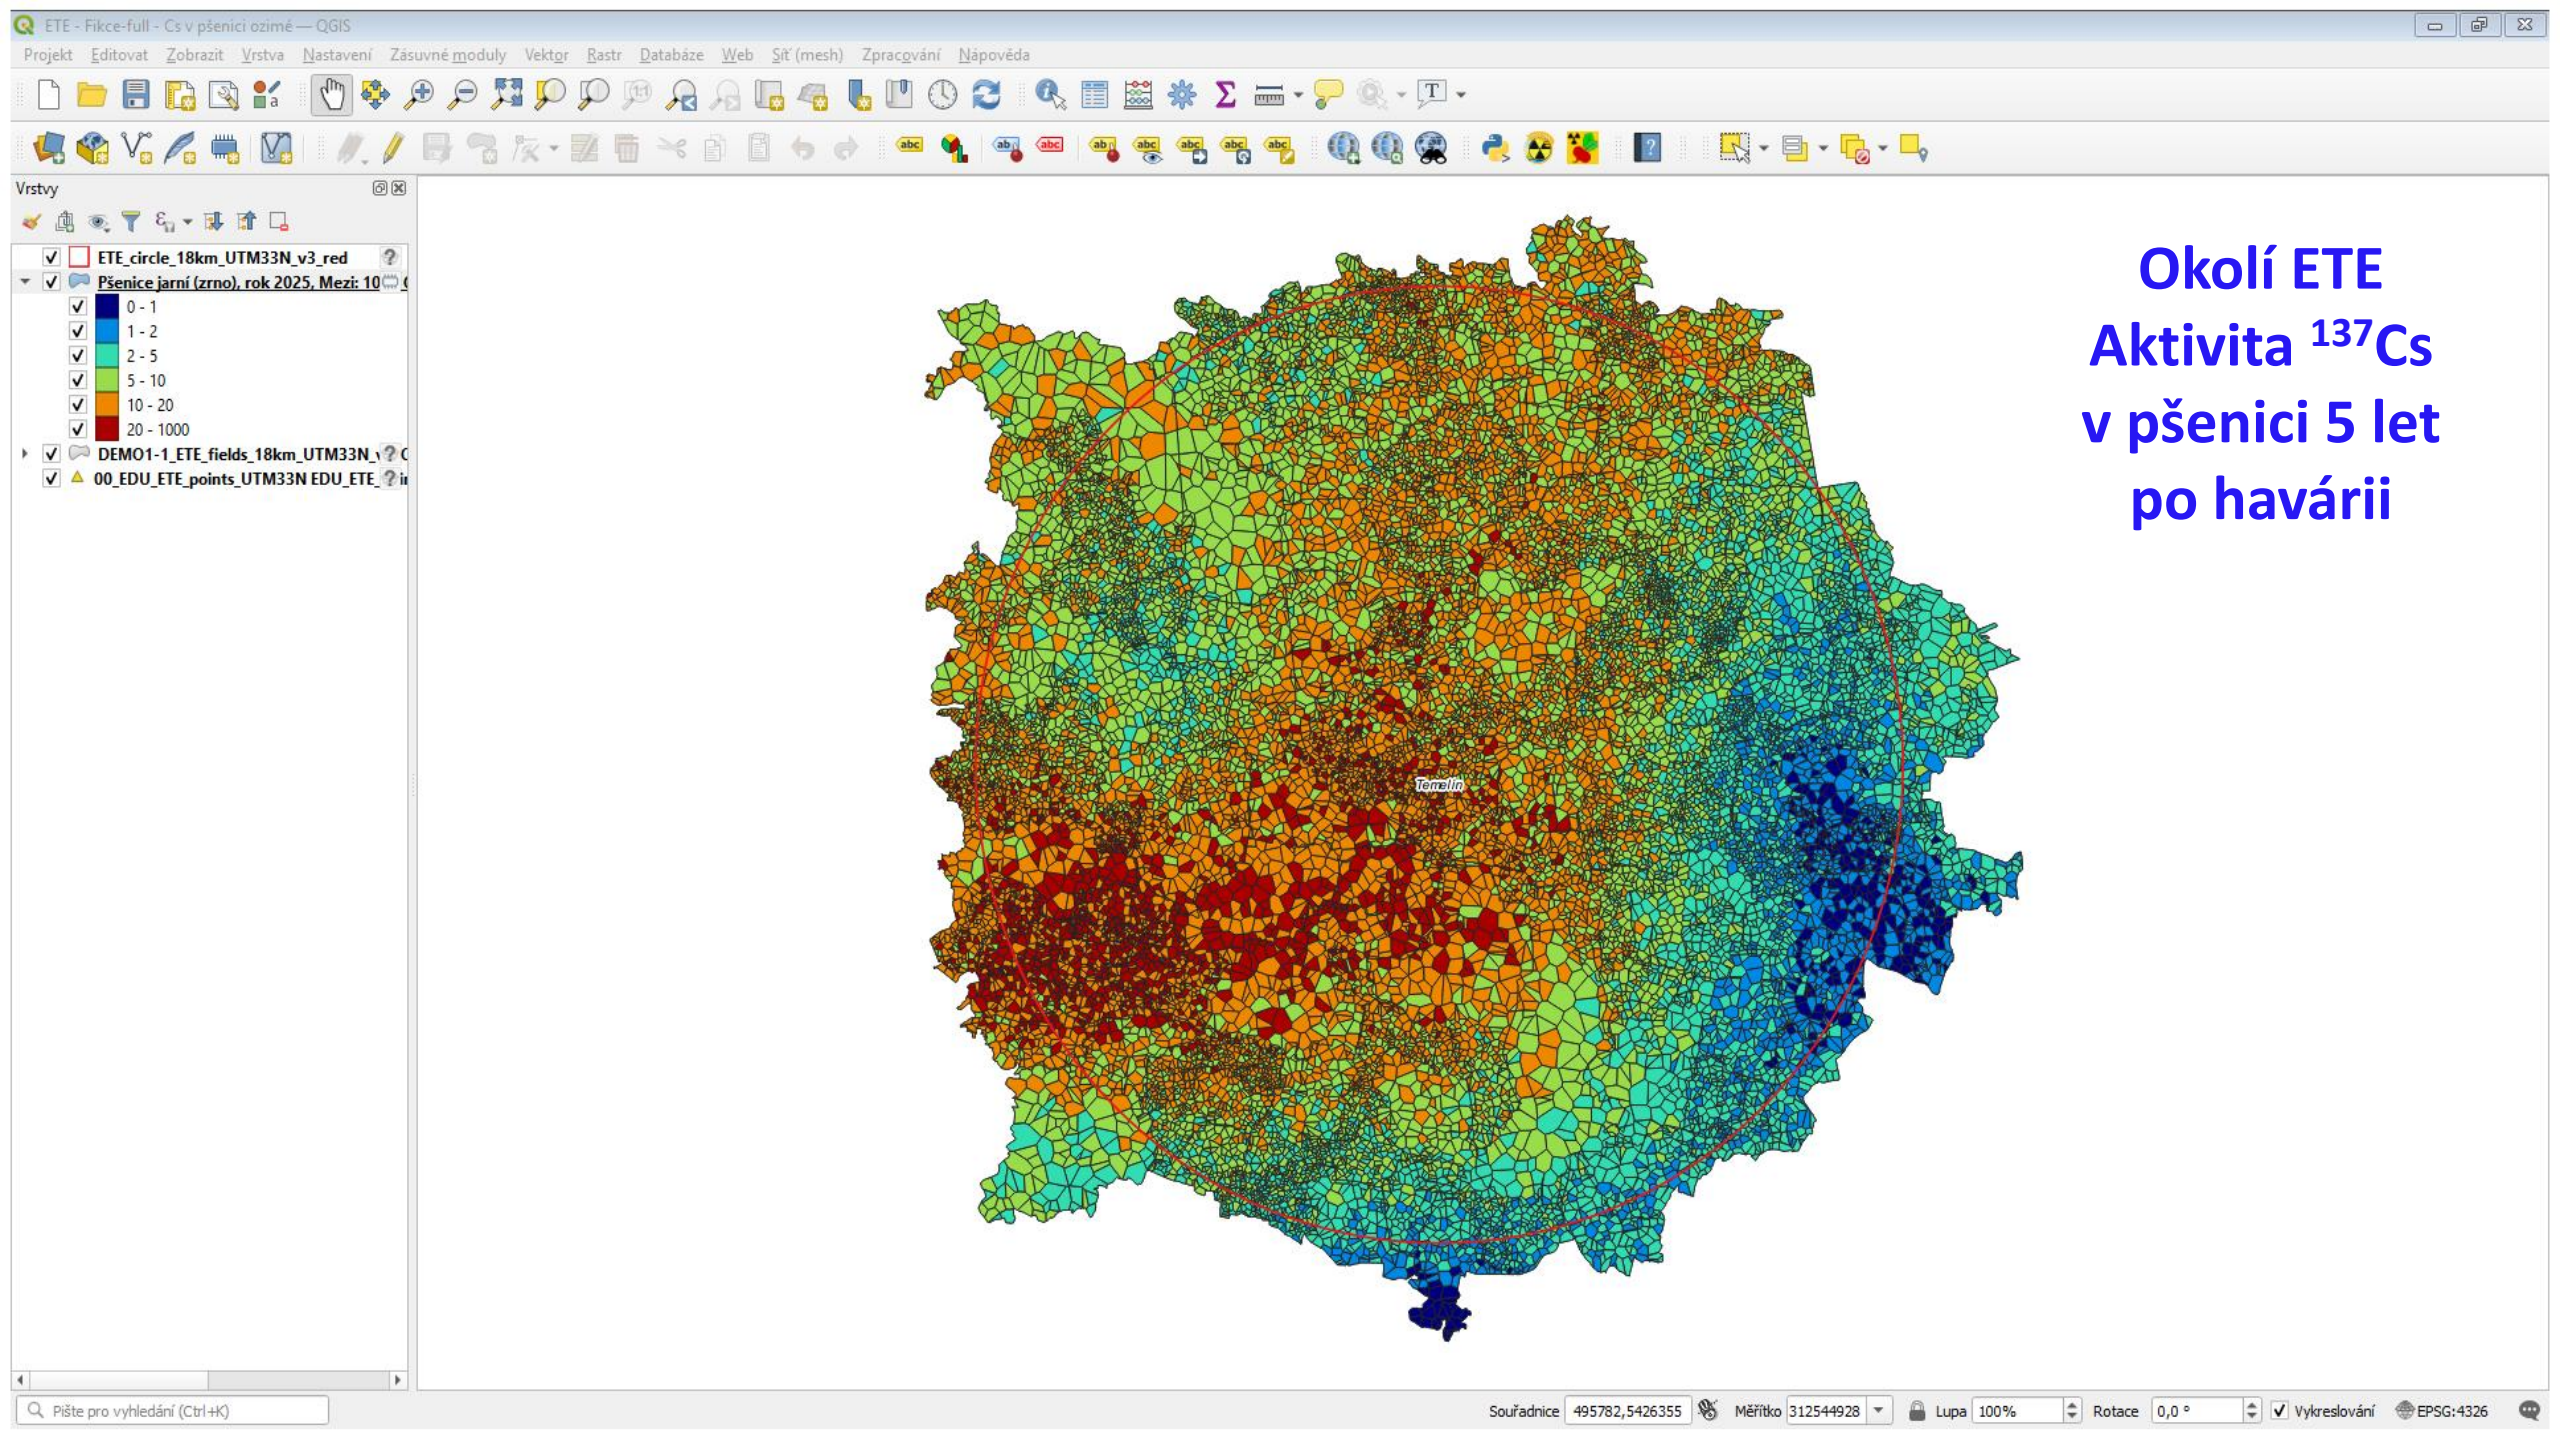 ETE - Fikce-full - Cs v pšenici ozimé — QGIS
Projekt Editovat Zobrazit Vrstva Nastavení Zásuvné moduly Vektor Rastr Databáze Web Síť (mesh) Zpracování Nápověda
Vrstvy
ETE_circle_18km_UTM33N_v3_red
Pšenice jarní (zrno), rok 2025, Mezi: 10
0 - 1
1 - 2
2 - 5
5 - 10
10 - 20
20 - 1000
DEMO1-1_ETE_fields_18km_UTM33N_
00_EDU_ETE_points_UTM33N EDU_ETE_
Okolí ETE
Aktivita ¹³⁷Cs
v pšenici 5 let
po havárii
Temelín
Pište pro vyhledání (Ctrl+K)
Souřadnice 495782,5426355 Měřítko 312544928 Lupa 100% Rotace 0,0 ° Vykreslování EPSG:4326